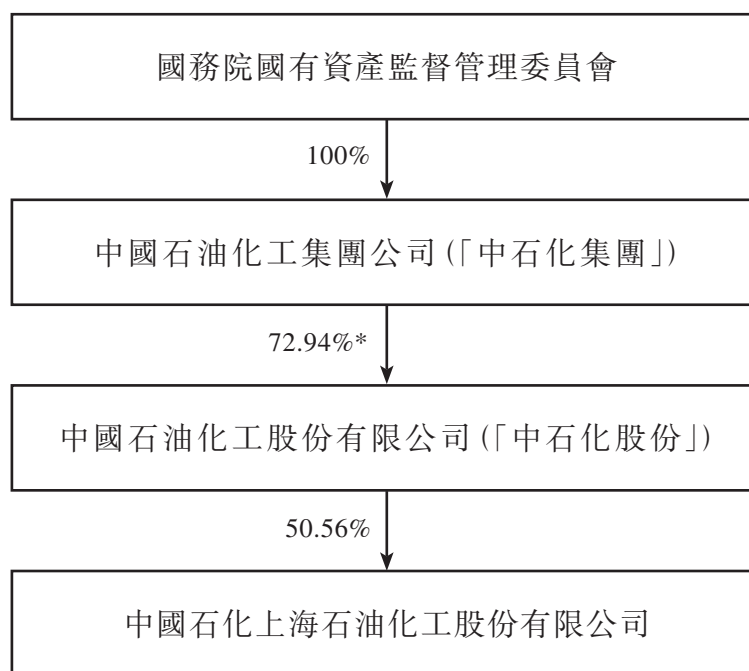 國務院國有資產監督管理委員會
100%
中國石油化工集團公司(「中石化集團」)
72.94%*
中國石油化工股份有限公司(「中石化股份」)
50.56%
中國石化上海石油化工股份有限公司